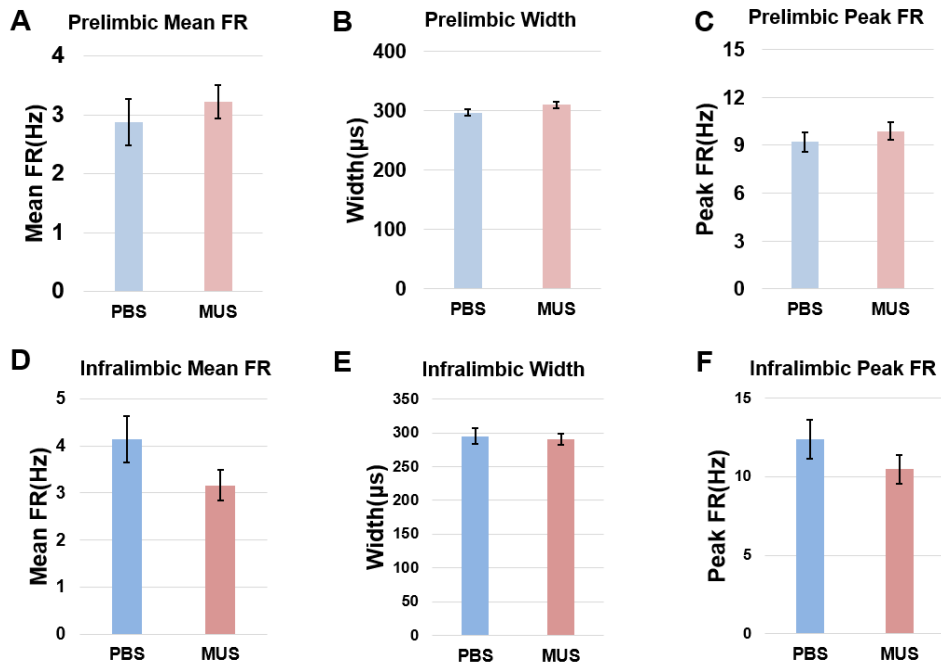 A Prelimbic Mean FR
Mean FR(Hz)
4
3
2
1
0
PBS MUS
B Prelimbic Width
Width(µs)
400
300
200
100
0
PBS MUS
C Prelimbic Peak FR
Peak FR(Hz)
15
12
9
6
3
0
PBS MUS
D Infralimbic Mean FR
Mean FR(Hz)
5
4
3
2
1
0
PBS MUS
E Infralimbic Width
Width(µs)
350
300
250
200
150
100
50
0
PBS MUS
F Infralimbic Peak FR
Peak FR(Hz)
15
10
5
0
PBS MUS